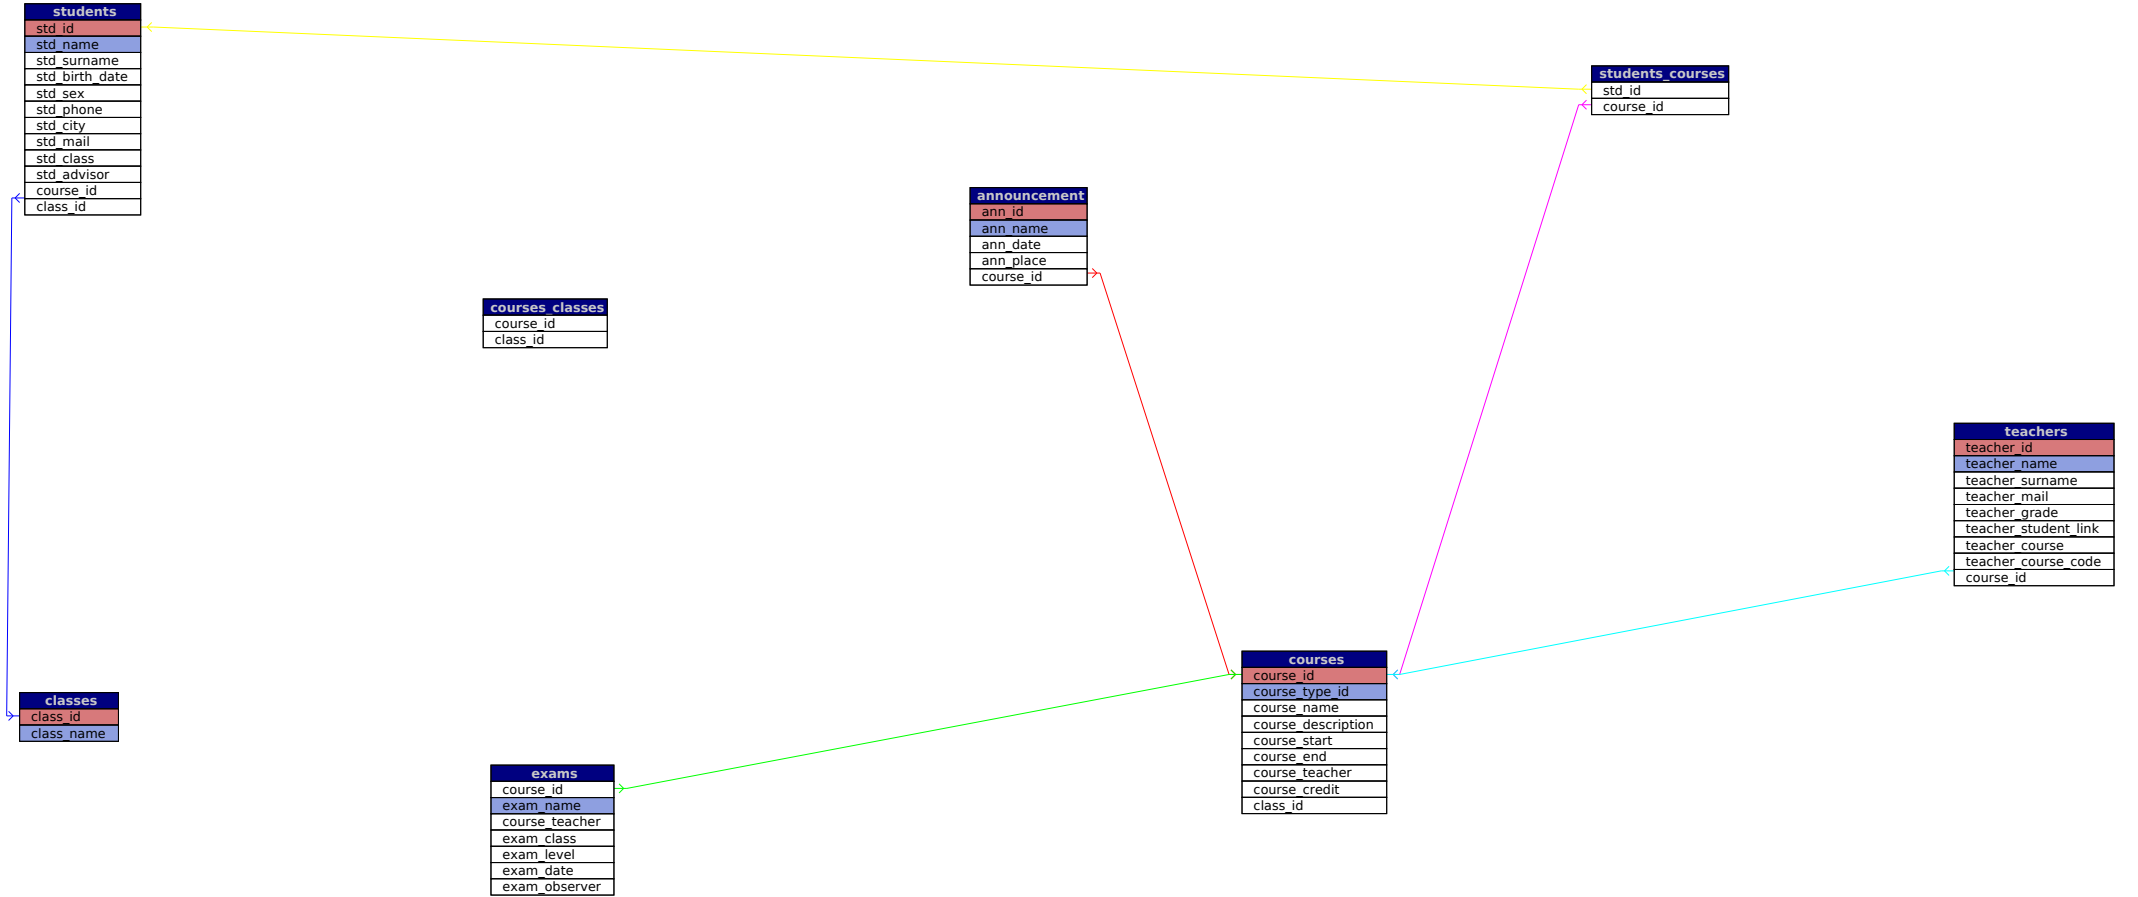 students
std_id
std_name
std_surname
std_birth_date
std_sex
std_phone
std_city
std_mail
std_class
std_advisor
course_id
class_id
students_courses
std_id
course_id
announcement
ann_id
ann_name
ann_date
ann_place
course_id
courses_classes
course_id
class_id
teachers
teacher_id
teacher_name
teacher_surname
teacher_mail
teacher_grade
teacher_student_link
teacher_course
teacher_course_code
course_id
courses
course_id
course_type_id
course_name
course_description
course_start
course_end
course_teacher
course_credit
class_id
classes
class_id
class_name
exams
course_id
exam_name
course_teacher
exam_class
exam_level
exam_date
exam_observer